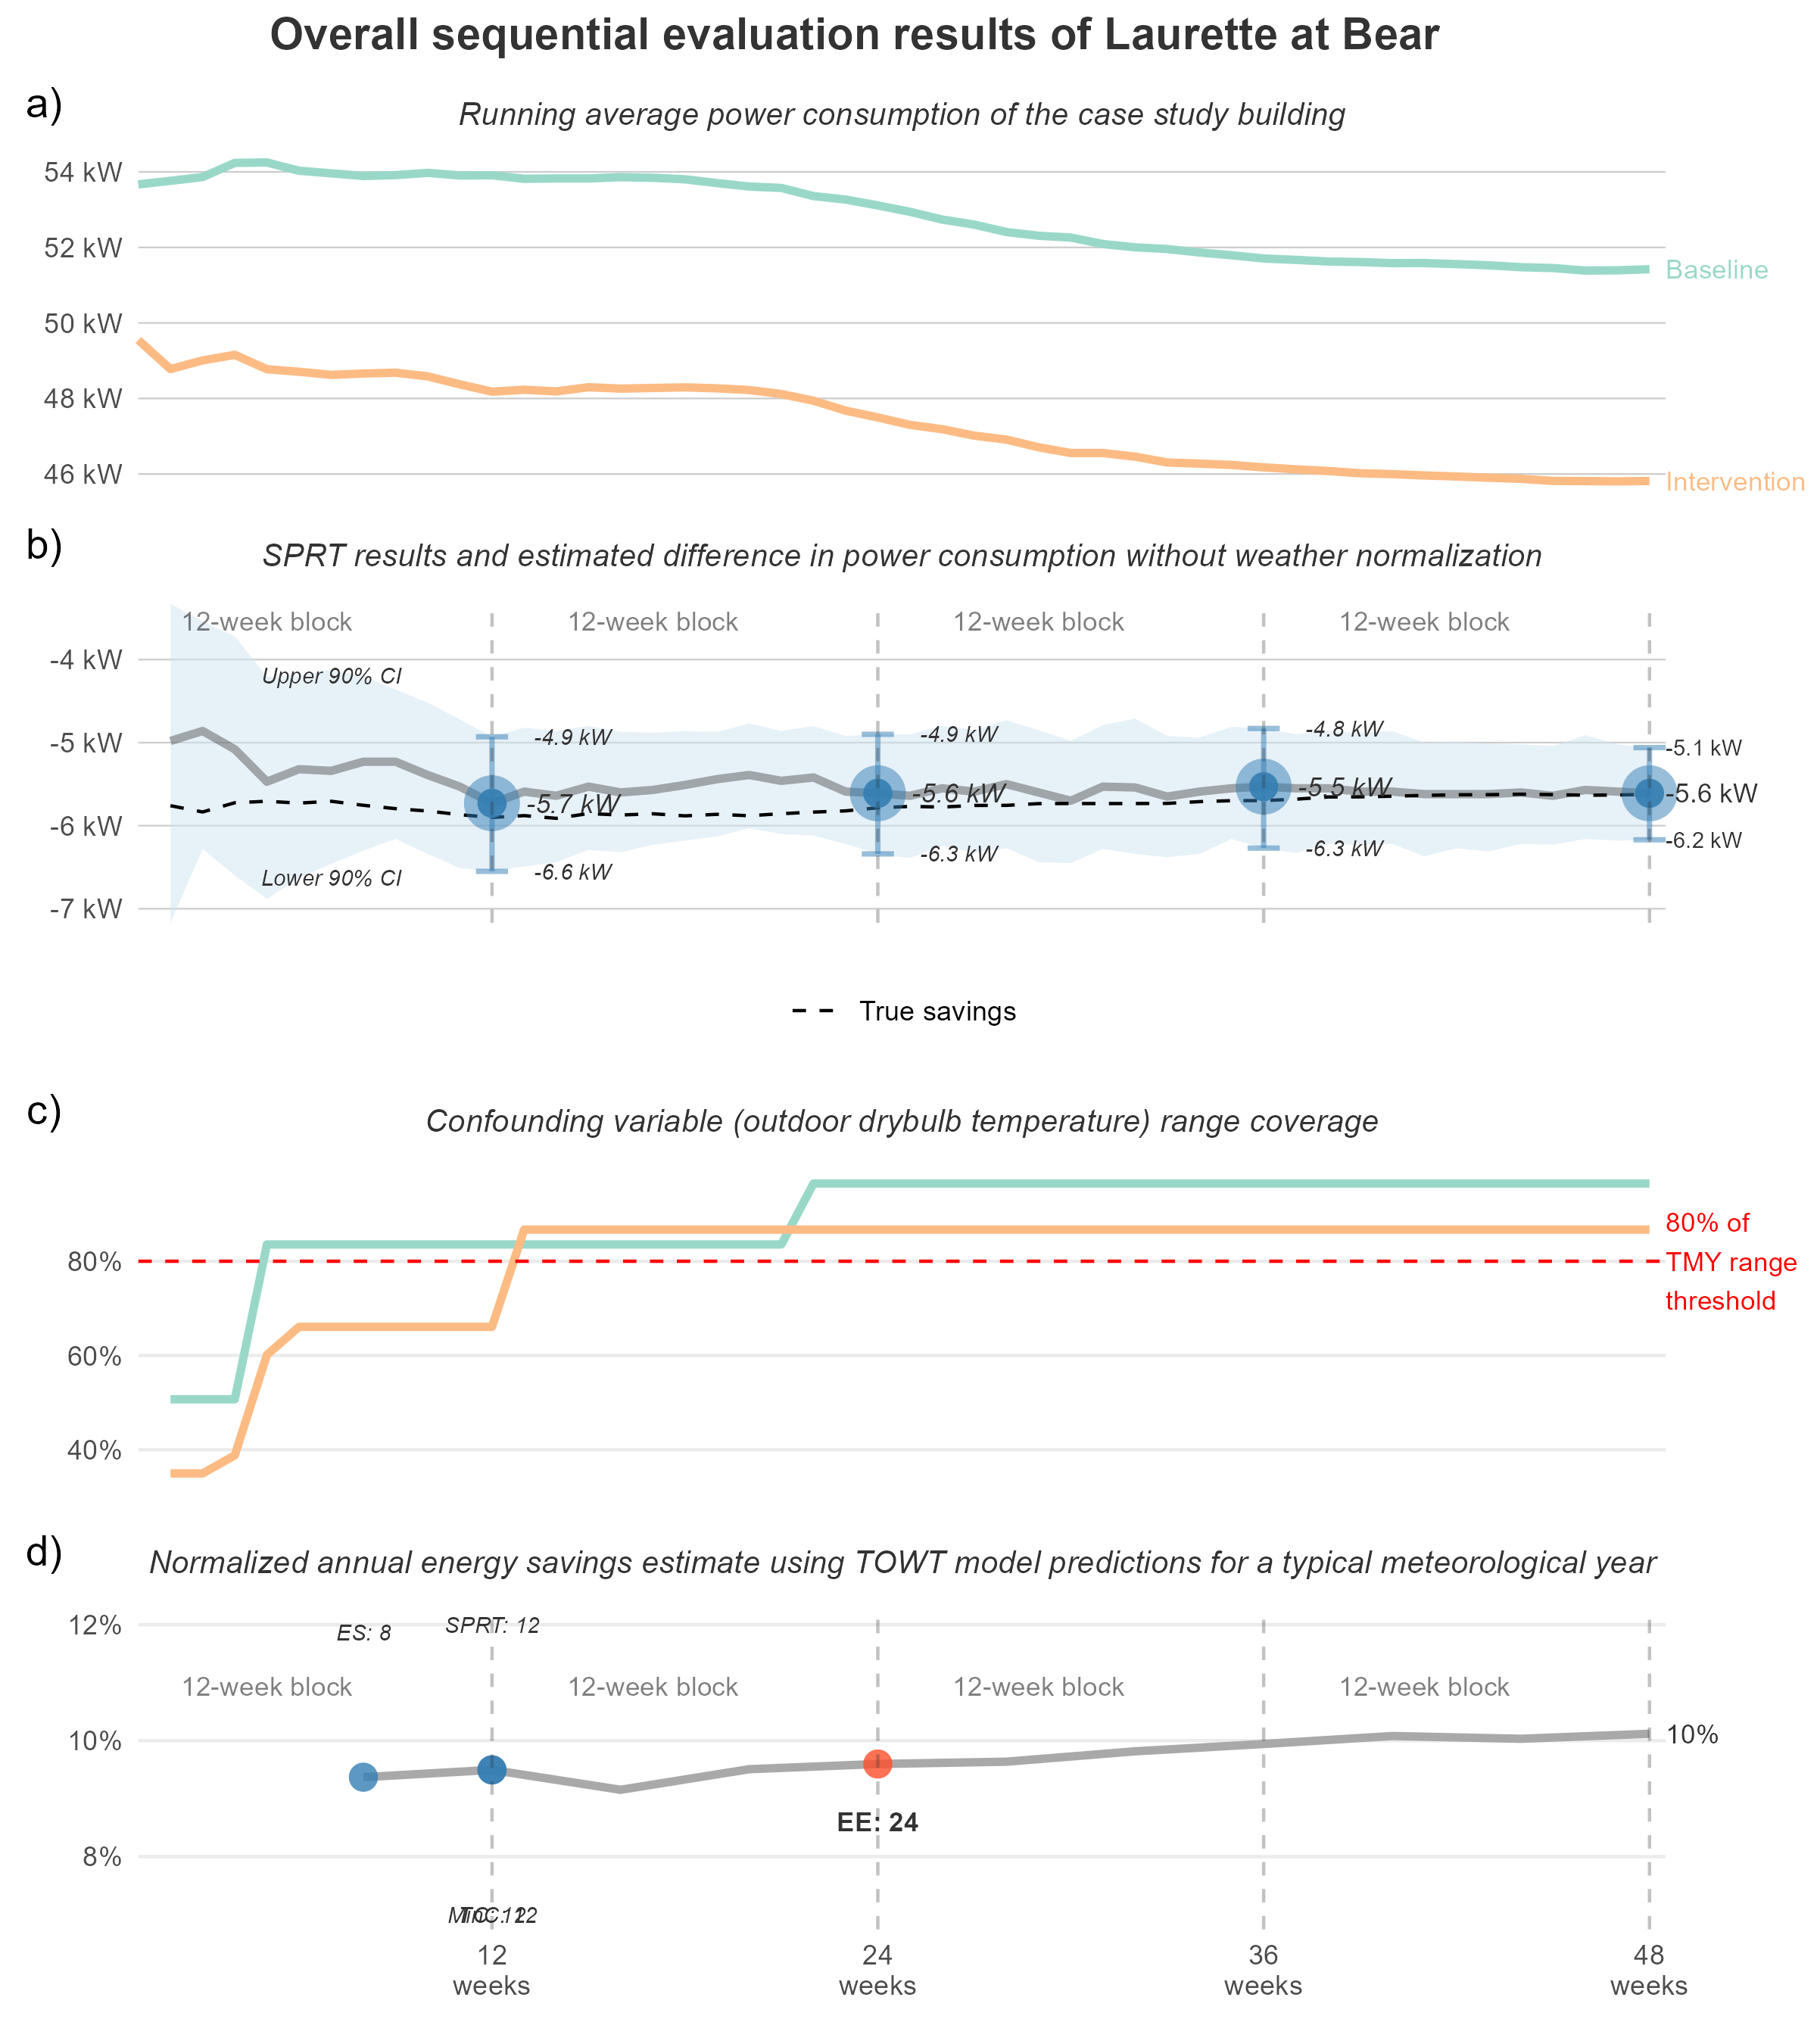 Overall sequential evaluation results of Laurette at Bear
a)
Running average power consumption of the case study building
54 kW
52 kW
50 kW
48 kW
46 kW
Baseline
Intervention
b)
SPRT results and estimated difference in power consumption without weather normalization
12-week block
12-week block
12-week block
12-week block
-4 kW
-5 kW
-6 kW
-7 kW
Upper 90% CI
Lower 90% CI
-4.9 kW
-5.7 kW
-6.6 kW
-4.9 kW
-5.6 kW
-6.3 kW
-4.8 kW
-5.5 kW
-6.3 kW
-5.1 kW
-5.6 kW
-6.2 kW
True savings
c)
Confounding variable (outdoor drybulb temperature) range coverage
80%
60%
40%
80% of
TMY range
threshold
d)
Normalized annual energy savings estimate using TOWT model predictions for a typical meteorological year
12%
10%
8%
ES: 8
SPRT: 12
12-week block
12-week block
12-week block
12-week block
10%
EE: 24
12
weeks
24
weeks
36
weeks
48
weeks